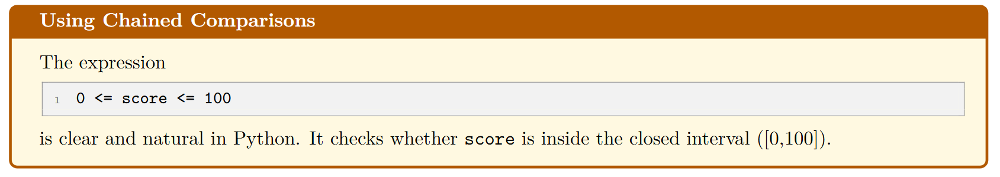 Using Chained Comparisons
The expression
1 0 <= score <= 100
is clear and natural in Python. It checks whether score is inside the closed interval ([0,100]).